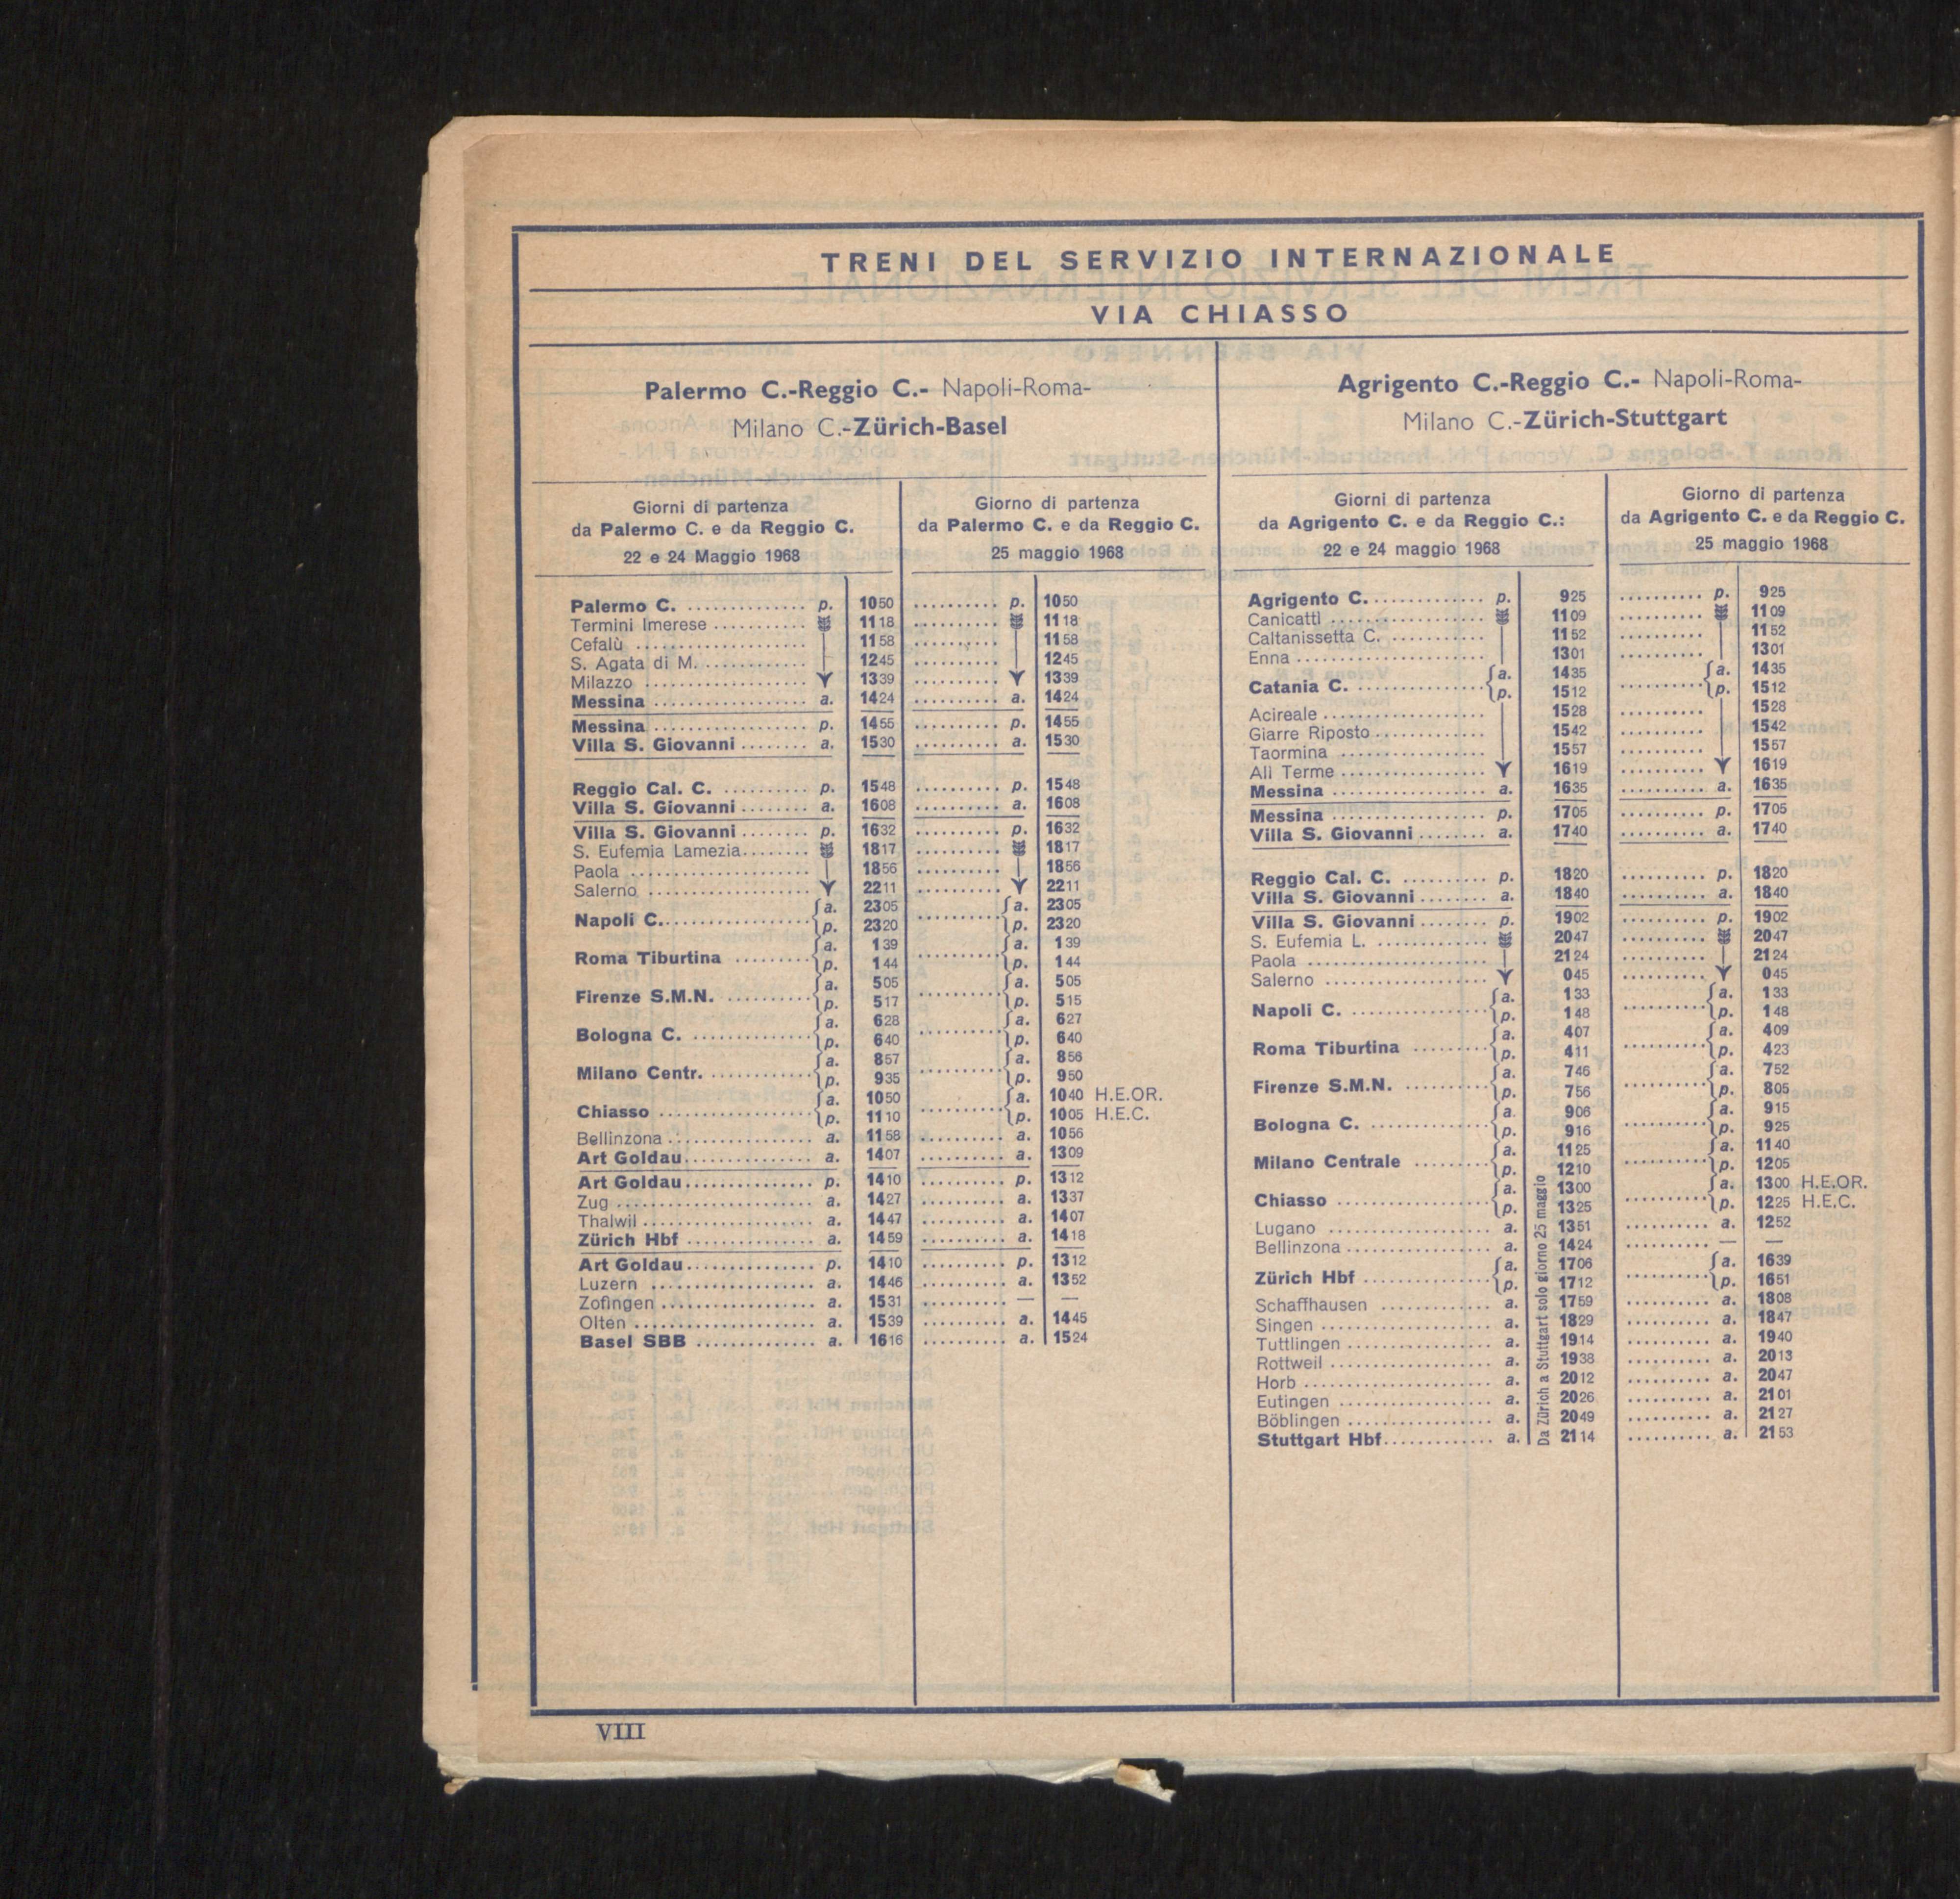 TRENI DEL SERVIZIO INTERNAZIONALE
VIA CHIASSO
Palermo C.-Reggio C.- Napoli-Roma-
Milano C.-Zürich-Basel
Giorni di partenza
da Palermo C. e da Reggio C.
22 e 24 Maggio 1968
Giorno di partenza
da Palermo C. e da Reggio C.
25 maggio 1968
Palermo C. .............. p. 1050 .......... p. 1050
Termini Imerese ........... 1118 .......... 1118
Cefalù .................... 1158 .......... 1158
S. Agata di M. ............ 1245 .......... 1245
Milazzo ................... 1339 .......... 1339
Messina .................. a. 1424 .......... a. 1424
Messina .................. p. 1455 .......... p. 1455
Villa S. Giovanni ........ a. 1530 .......... a. 1530
Reggio Cal. C. .......... p. 1548 .......... p. 1548
Villa S. Giovanni ........ a. 1608 .......... a. 1608
Villa S. Giovanni ........ p. 1632 .......... p. 1632
S. Eufemia Lamezia ........ 1817 .......... 1817
Paola ..................... 1856 .......... 1856
Salerno ................... 2211 .......... 2211
Napoli C. ............... a. 2305 .......... a. 2305
p. 2320 p. 2320
Roma Tiburtina ......... a. 139 .......... a. 139
p. 144 p. 144
Firenze S.M.N. .......... a. 505 .......... a. 505
p. 517 p. 515
Bologna C. ............. a. 628 .......... a. 627
p. 640 p. 640
Milano Centr. ............ a. 857 .......... a. 856
p. 935 p. 950
Chiasso ................. a. 1050 .......... a. 1040 H.E.OR.
p. 1110 p. 1005 H.E.C.
Bellinzona ................ a. 1158 .......... a. 1056
Art Goldau ............... a. 1407 .......... a. 1309
Art Goldau ............... p. 1410 .......... p. 1312
Zug ....................... a. 1427 .......... a. 1337
Thalwil .................... a. 1447 .......... a. 1407
Zürich Hbf ............... a. 1459 .......... a. 1418
Art Goldau ............... p. 1410 .......... p. 1312
Luzern ................... a. 1446 .......... a. 1352
Zofingen .................. a. 1531 .......... — —
Olten ..................... a. 1539 .......... a. 1445
Basel SBB .............. a. 1616 .......... a. 1524
Agrigento C.-Reggio C.- Napoli-Roma-
Milano C.-Zürich-Stuttgart
Giorni di partenza
da Agrigento C. e da Reggio C.:
22 e 24 maggio 1968
Giorno di partenza
da Agrigento C. e da Reggio C.
25 maggio 1968
Agrigento C. ............. p. 925 .......... p. 925
Canicattì ................. 1109 .......... 1109
Caltanissetta C. ........... 1152 .......... 1152
Enna ...................... 1301 .......... 1301
Catania C. .............. a. 1435 .......... a. 1435
p. 1512 p. 1512
Acireale ................... 1528 .......... 1528
Giarre Riposto ............. 1542 .......... 1542
Taormina .................. 1557 .......... 1557
Alì Terme ................. 1619 .......... 1619
Messina .................. a. 1635 .......... a. 1635
Messina .................. p. 1705 .......... p. 1705
Villa S. Giovanni ........ a. 1740 .......... a. 1740
Reggio Cal. C. .......... p. 1820 .......... p. 1820
Villa S. Giovanni ........ a. 1840 .......... a. 1840
Villa S. Giovanni ........ p. 1902 .......... p. 1902
S. Eufemia L. ............. 2047 .......... 2047
Paola ..................... 2124 .......... 2124
Salerno ................... 045 .......... 045
Napoli C. ............... a. 133 .......... a. 133
p. 148 p. 148
Roma Tiburtina ......... a. 407 .......... a. 409
p. 411 p. 423
Firenze S.M.N. .......... a. 746 .......... a. 752
p. 756 p. 805
Bologna C. ............. a. 906 .......... a. 915
p. 916 p. 925
Milano Centrale ......... a. 1125 .......... a. 1140
p. 1210 p. 1205
Chiasso ................. a. 1300 .......... a. 1300 H.E.OR.
p. 1325 p. 1225 H.E.C.
Lugano ................... a. 1351 .......... a. 1252
Bellinzona ................ a. 1424 .......... — —
Zürich Hbf .............. a. 1706 .......... a. 1639
p. 1712 p. 1651
Schaffhausen ............ a. 1759 .......... a. 1808
Singen .................... a. 1829 .......... a. 1847
Tuttlingen ................ a. 1914 .......... a. 1940
Rottweil .................. a. 1938 .......... a. 2013
Horb ...................... a. 2012 .......... a. 2047
Eutingen .................. a. 2026 .......... a. 2101
Böblingen ................ a. 2049 .......... a. 2127
Stuttgart Hbf ............. a. 2114 .......... a. 2153
Da Zürich a Stuttgart solo giorno 25 maggio
VIII